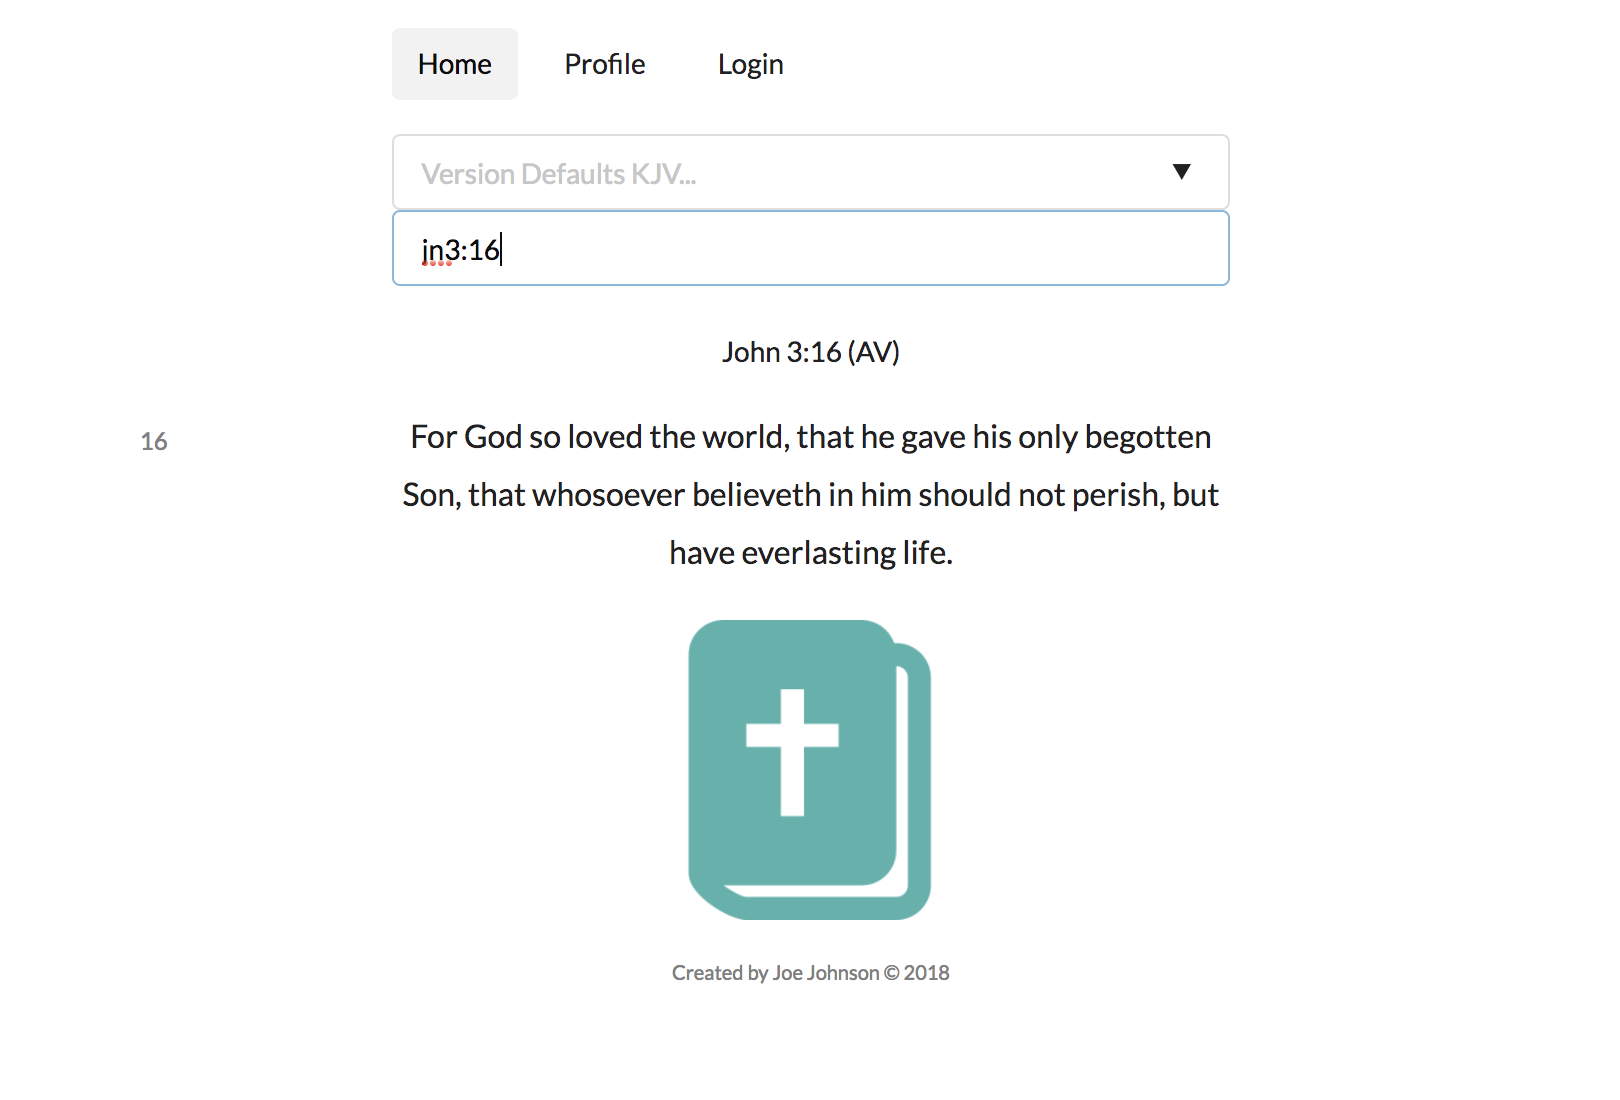 Home Profile Login
Version Defaults KJV...
jn3:16
John 3:16 (AV)
16 For God so loved the world, that he gave his only begotten
Son, that whosoever believeth in him should not perish, but
have everlasting life.
Created by Joe Johnson © 2018